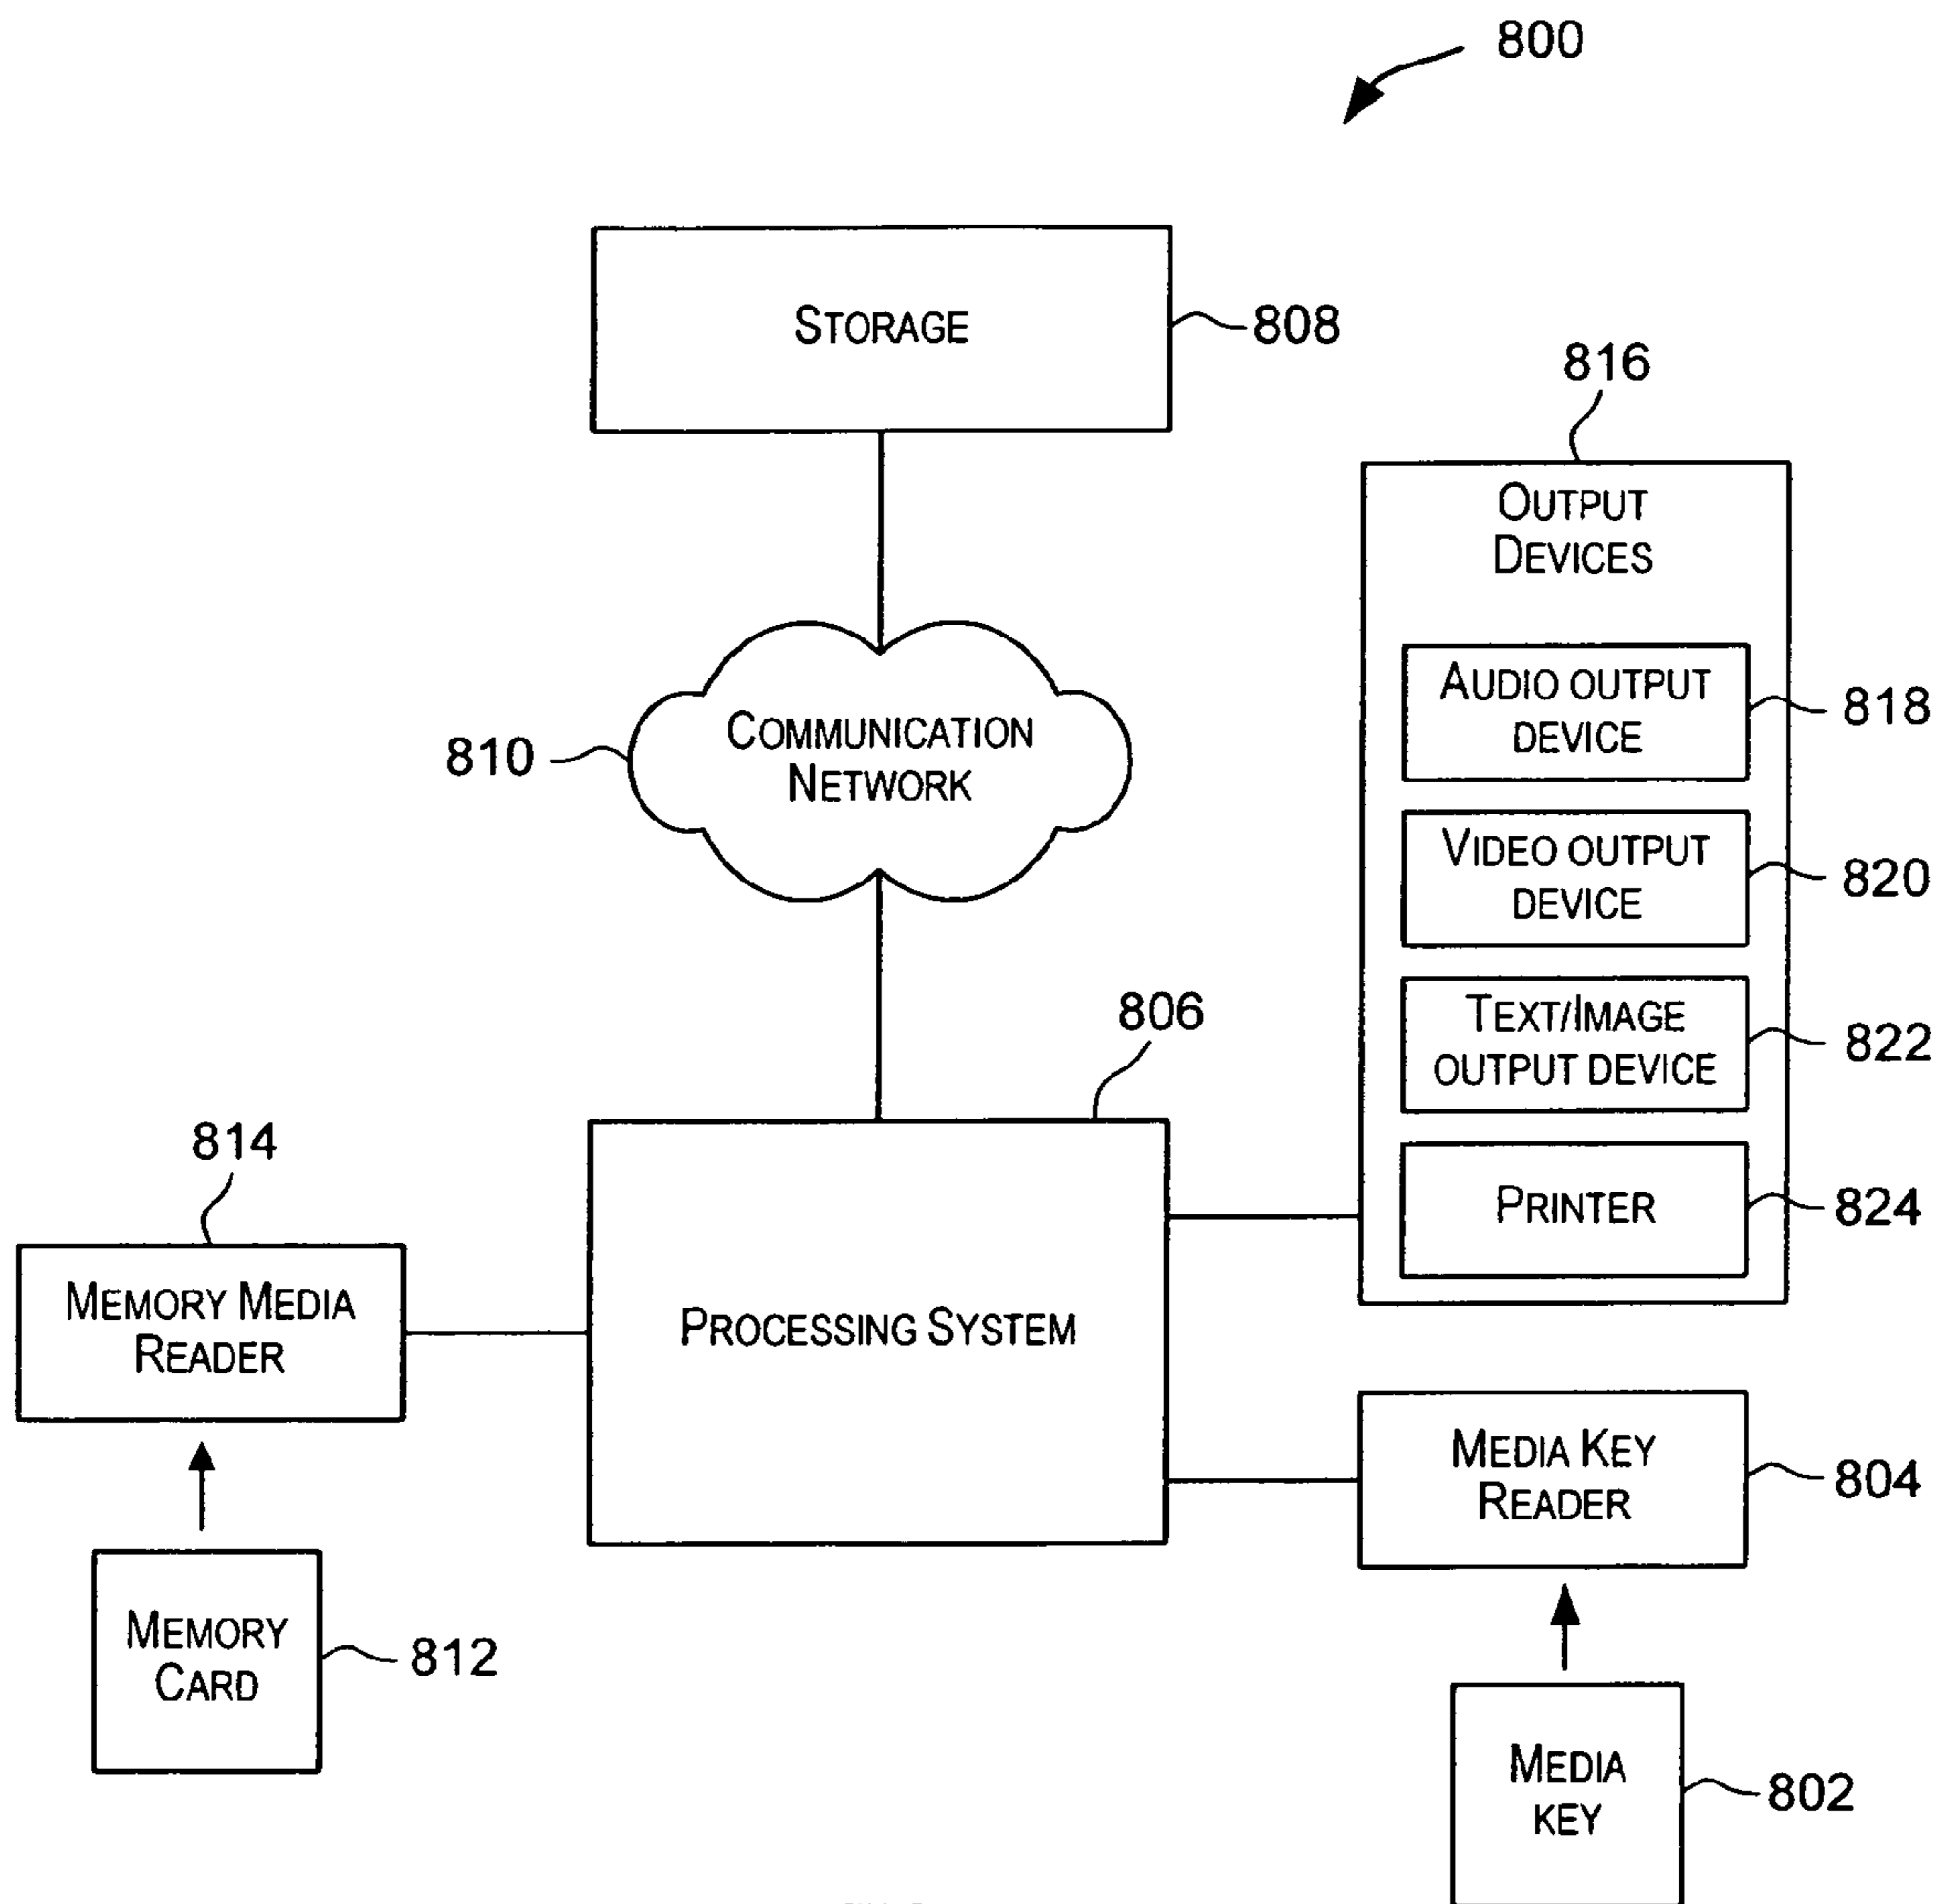 800
STORAGE
808
816
OUTPUT
DEVICES
AUDIO OUTPUT
DEVICE
818
VIDEO OUTPUT
DEVICE
820
TEXT/IMAGE
OUTPUT DEVICE
822
PRINTER
824
810
COMMUNICATION
NETWORK
806
PROCESSING SYSTEM
814
MEMORY MEDIA
READER
MEMORY
CARD
812
MEDIA KEY
READER
804
MEDIA
KEY
802